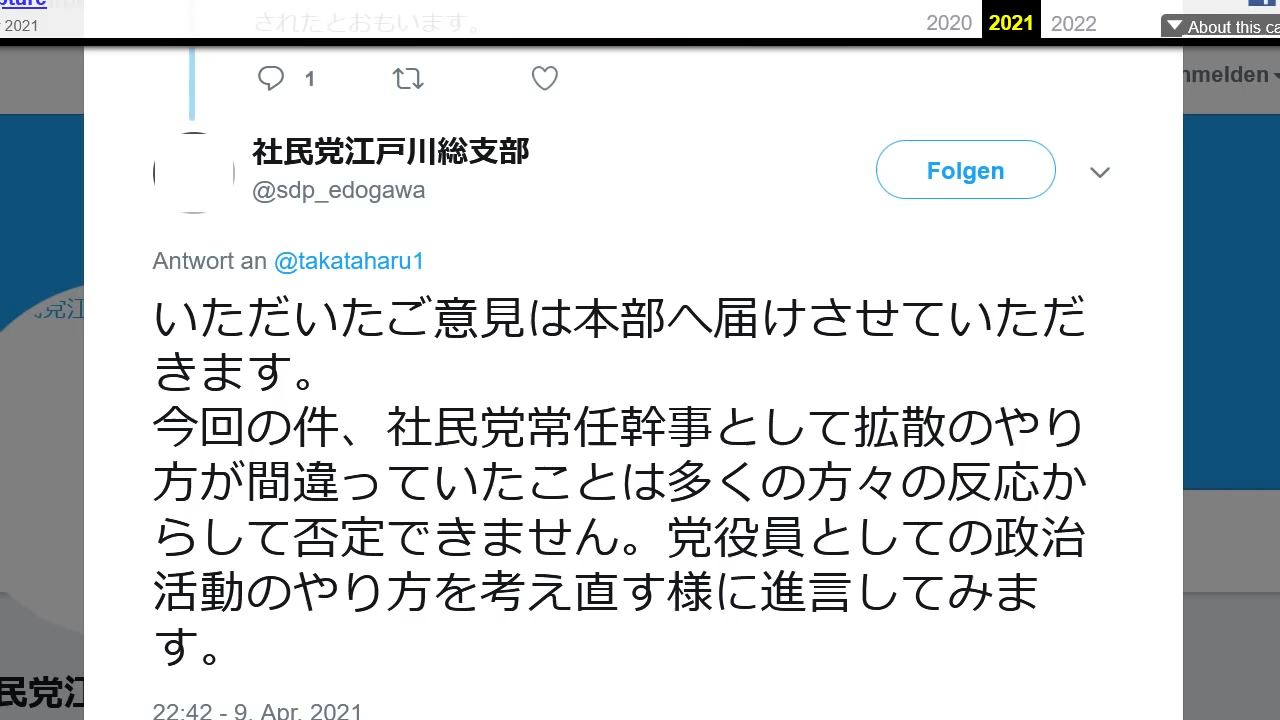 pture
2021
されたとおもいます。
2020 2021 2022
About this ca
nmelden
1
社民党江戸川総支部
@sdp_edogawa
Folgen
Antwort an @takataharu1
党江
いただいたご意見は本部へ届けさせていただ
きます。
今回の件、社民党常任幹事として拡散のやり
方が間違っていたことは多くの方々の反応か
らして否定できません。党役員としての政治
活動のやり方を考え直す様に進言してみま
す。
民党江
22:42 - 9. Apr. 2021